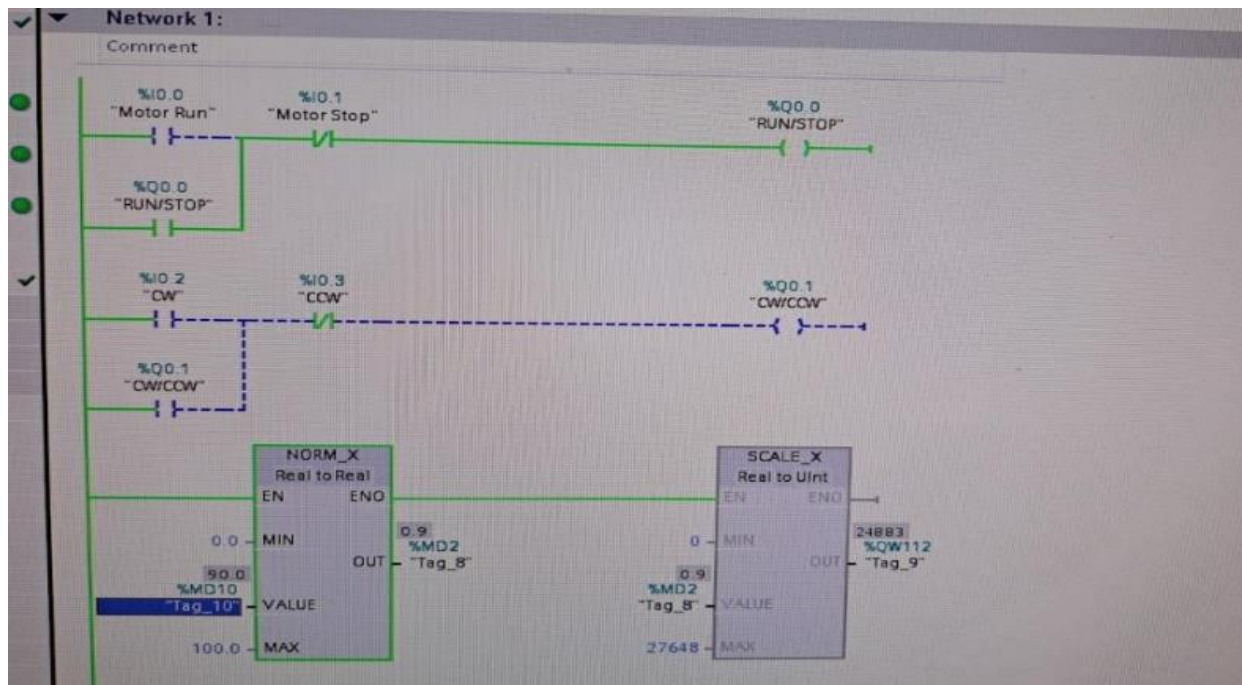 Network 1:
Comment
%I0.0
"Motor Run"
%I0.1
"Motor Stop"
%Q0.0
"RUN/STOP"
%Q0.0
"RUN/STOP"
%I0.2
"CW"
%I0.3
"CCW"
%Q0.1
"CW/CCW"
%Q0.1
"CW/CCW"
NORM_X
Real to Real
EN ENO
0.0 MIN
0.9
%MD2
OUT "Tag_8"
90.0
%MD10
"Tag_10" VALUE
100.0 MAX
SCALE_X
Real to UInt
EN ENO
0 MIN
24883
%QW112
OUT "Tag_9"
0.9
%MD2
"Tag_8" VALUE
27648 MAX